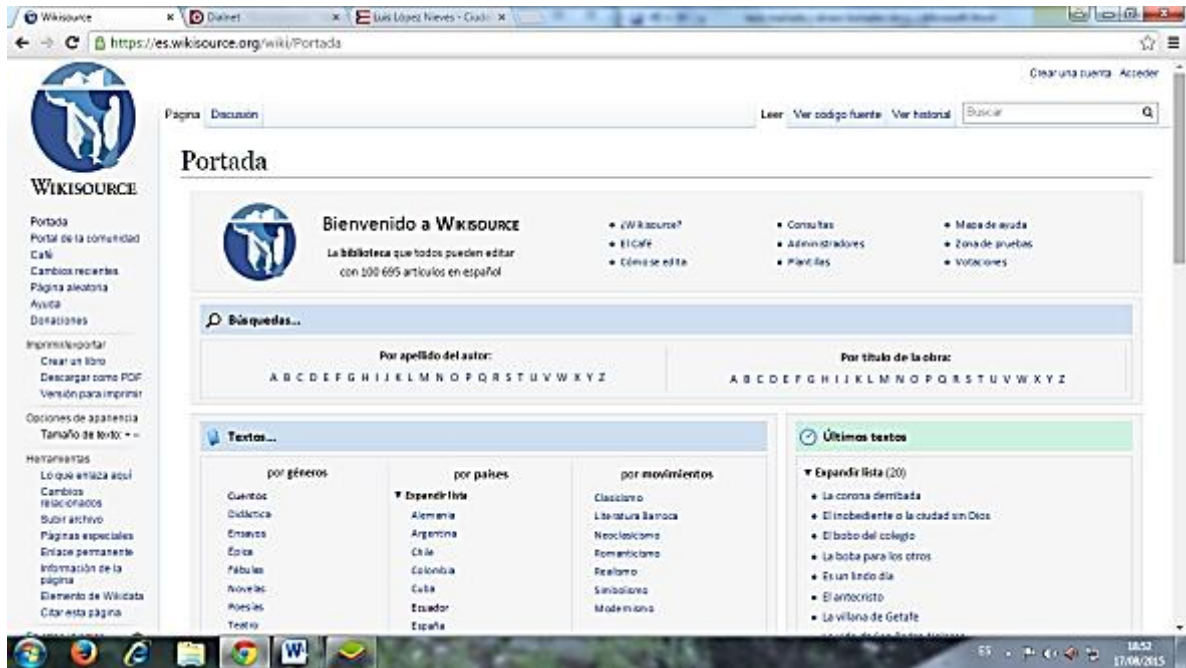 Wikisource
Dialnet
Luis López Nieves - Ciuda
https://es.wikisource.org/wiki/Portada
Crear una cuenta Acceder
Página Discusión
Leer Ver código fuente Ver historial Buscar
Portada
WIKISOURCE
Portada
Portal de la comunidad
Café
Cambios recientes
Página aleatoria
Ayuda
Donaciones
Imprimir/exportar
Crear un libro
Descargar como PDF
Versión para imprimir
Opciones de apariencia
Tamaño de texto: + –
Herramientas
Lo que enlaza aquí
Cambios
relacionados
Subir archivo
Páginas especiales
Enlace permanente
Información de la
página
Elemento de Wikidata
Citar esta página
Bienvenido a WIKISOURCE
La biblioteca que todos pueden editar
con 100 695 artículos en español
¿Wikisource?
El Café
Cómo se edita
Consultas
Administradores
Plantillas
Mapa de ayuda
Zona de pruebas
Votaciones
Búsquedas...
Por apellido del autor:
A B C D E F G H I J K L M N O P Q R S T U V W X Y Z
Por título de la obra:
A B C D E F G H I J K L M N O P Q R S T U V W X Y Z
Textos...
por géneros
Cuentos
Didáctica
Ensayos
Épica
Fábulas
Novelas
Poesías
Teatro
por países
▼ Expandir lista
Alemania
Argentina
Chile
Colombia
Cuba
Ecuador
España
por movimientos
Clasicismo
Literatura Barroca
Neoclasicismo
Romanticismo
Realismo
Simbolismo
Modernismo
Últimos textos
▼ Expandir lista (20)
La corona derribada
El inobediente o la ciudad sin Dios
El bobo del colegio
La boba para los otros
Es un lindo día
El antecristo
La villana de Getafe
ES
18:52
17/08/2015